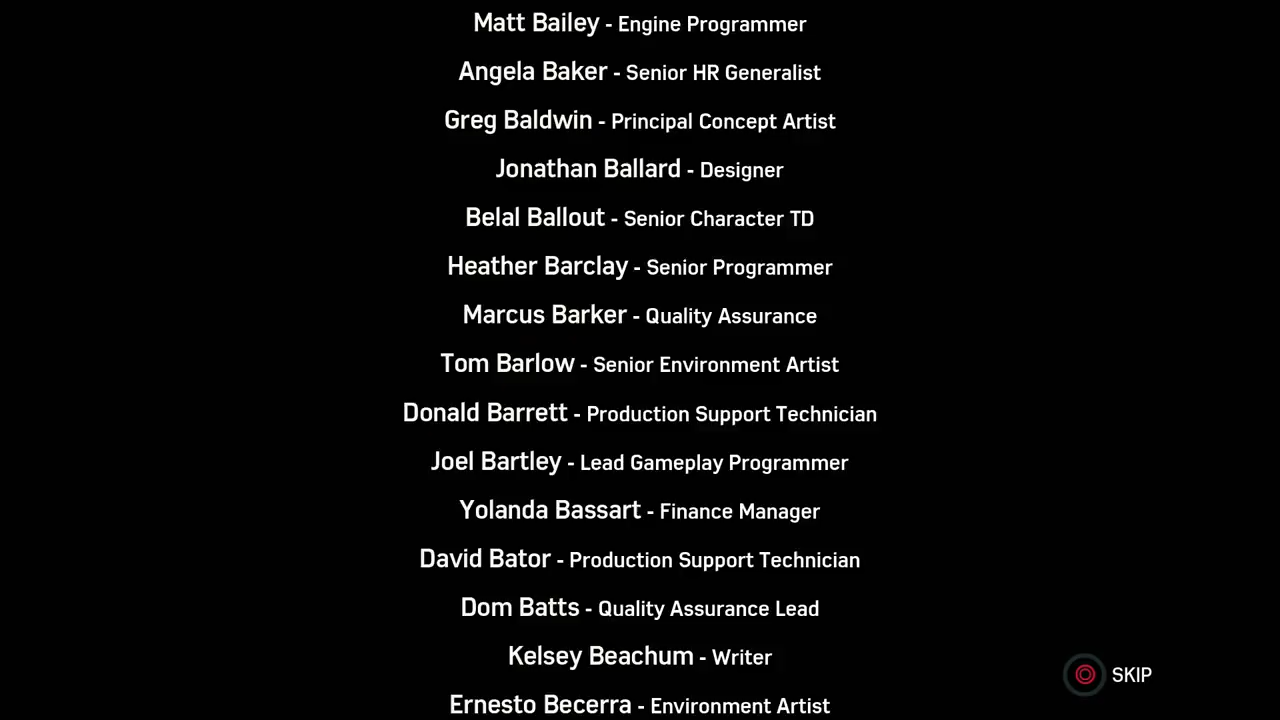 Matt Bailey - Engine Programmer
Angela Baker - Senior HR Generalist
Greg Baldwin - Principal Concept Artist
Jonathan Ballard - Designer
Belal Ballout - Senior Character TD
Heather Barclay - Senior Programmer
Marcus Barker - Quality Assurance
Tom Barlow - Senior Environment Artist
Donald Barrett - Production Support Technician
Joel Bartley - Lead Gameplay Programmer
Yolanda Bassart - Finance Manager
David Bator - Production Support Technician
Dom Batts - Quality Assurance Lead
Kelsey Beachum - Writer
SKIP
Ernesto Becerra - Environment Artist